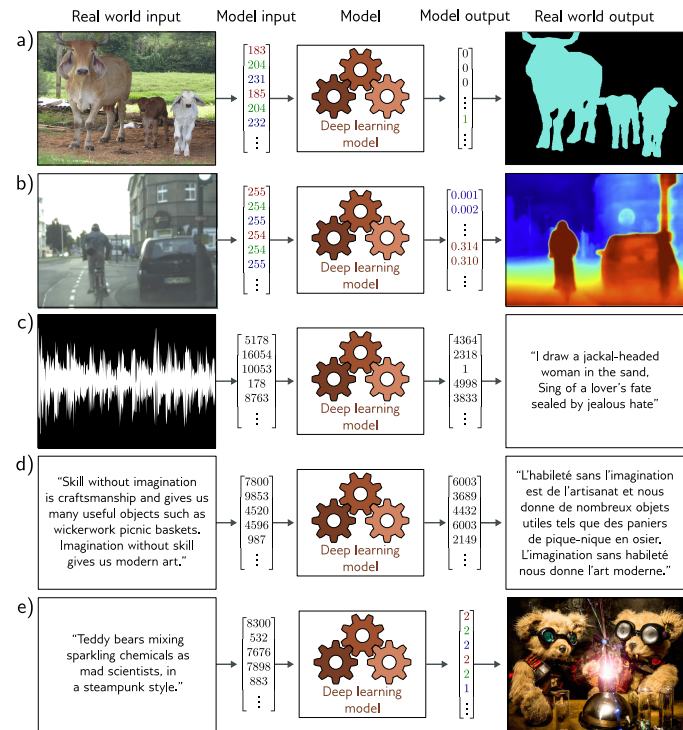 Real world input
Model input
Model
Model output
Real world output
a)
183
204
231
185
204
232
⋮
Deep learning
model
0
0
0
⋮
1
⋮
b)
255
254
255
254
254
255
⋮
Deep learning
model
0.001
0.002
⋮
0.314
0.310
⋮
c)
5178
16054
10053
178
8763
⋮
Deep learning
model
4364
2318
1
4998
3833
⋮
“I draw a jackal-headed
woman in the sand,
Sing of a lover’s fate
sealed by jealous hate”
d)
“Skill without imagination
is craftsmanship and gives us
many useful objects such as
wickerwork picnic baskets.
Imagination without skill
gives us modern art.”
7800
9853
4520
4596
987
⋮
Deep learning
model
6003
3689
4432
6003
2149
⋮
“L’habileté sans l’imagination
est de l’artisanat et nous
donne de nombreux objets
utiles tels que des paniers
de pique-nique en osier.
L’imagination sans habileté
nous donne l’art moderne.”
e)
“Teddy bears mixing
sparkling chemicals as
mad scientists, in
a steampunk style.”
8300
532
7676
7898
883
⋮
Deep learning
model
2
2
2
2
2
1
⋮